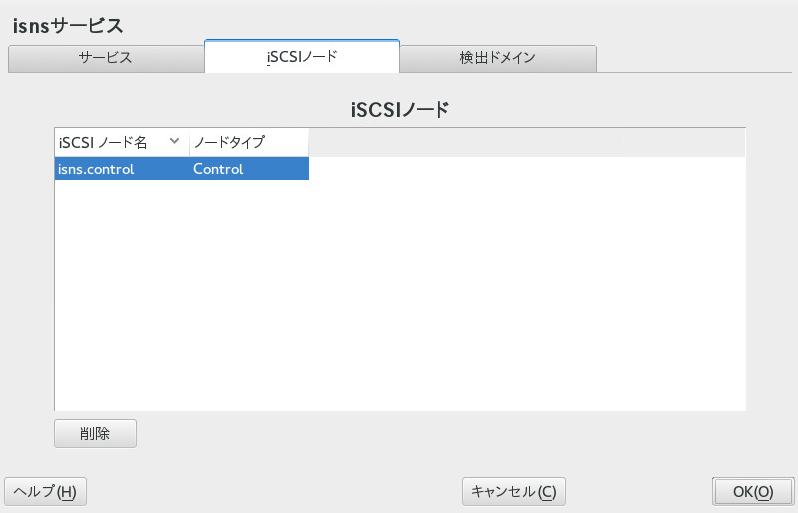 isnsサービス
サービス iSCSIノード 検出ドメイン
iSCSIノード
iSCSI ノード名 ノードタイプ
isns.control Control
削除
ヘルプ(H) キャンセル(C) OK(O)